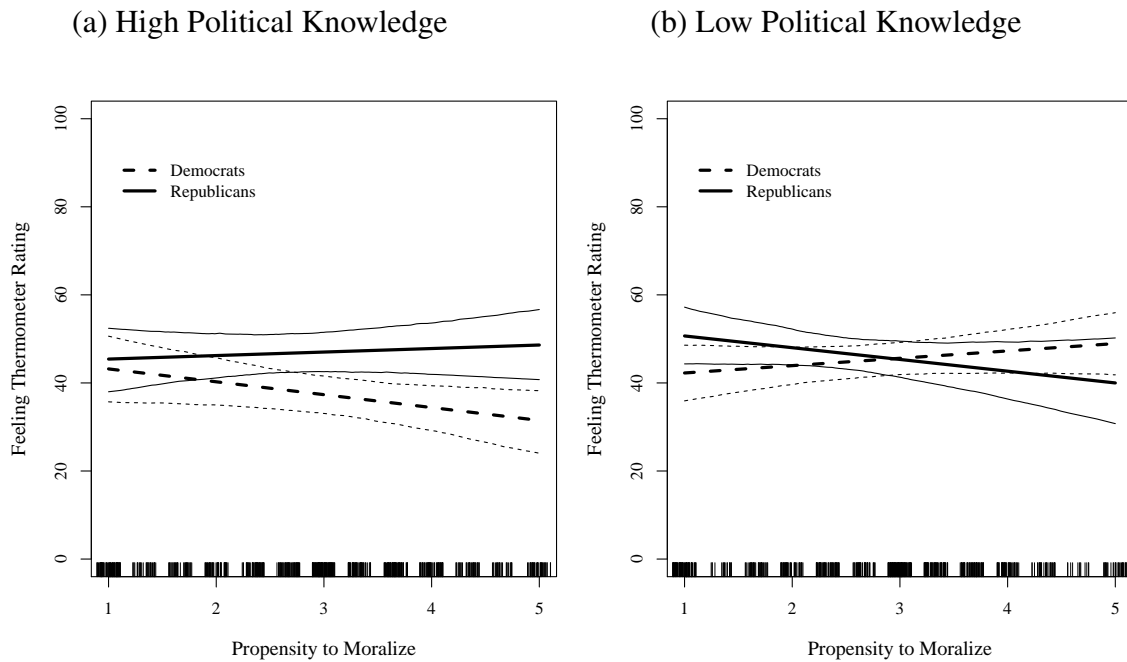 (a) High Political Knowledge
100
80
60
40
20
0
Feeling Thermometer Rating
Democrats
Republicans
1 2 3 4 5
Propensity to Moralize
(b) Low Political Knowledge
100
80
60
40
20
0
Feeling Thermometer Rating
Democrats
Republicans
1 2 3 4 5
Propensity to Moralize